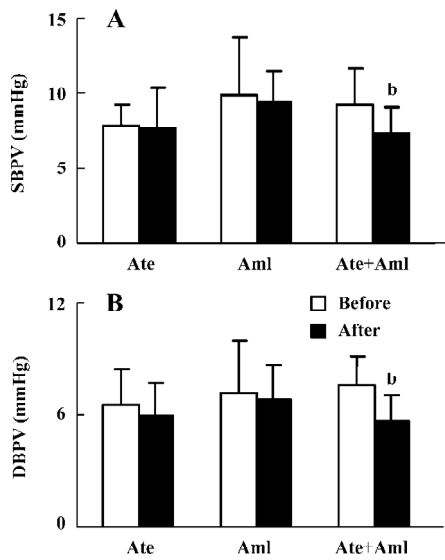 A
15
10
5
0
SBPV (mmHg)
b
Ate Aml Ate+Aml
B
12
6
0
DBPV (mmHg)
Before
After
b
Ate Aml Ate+Aml